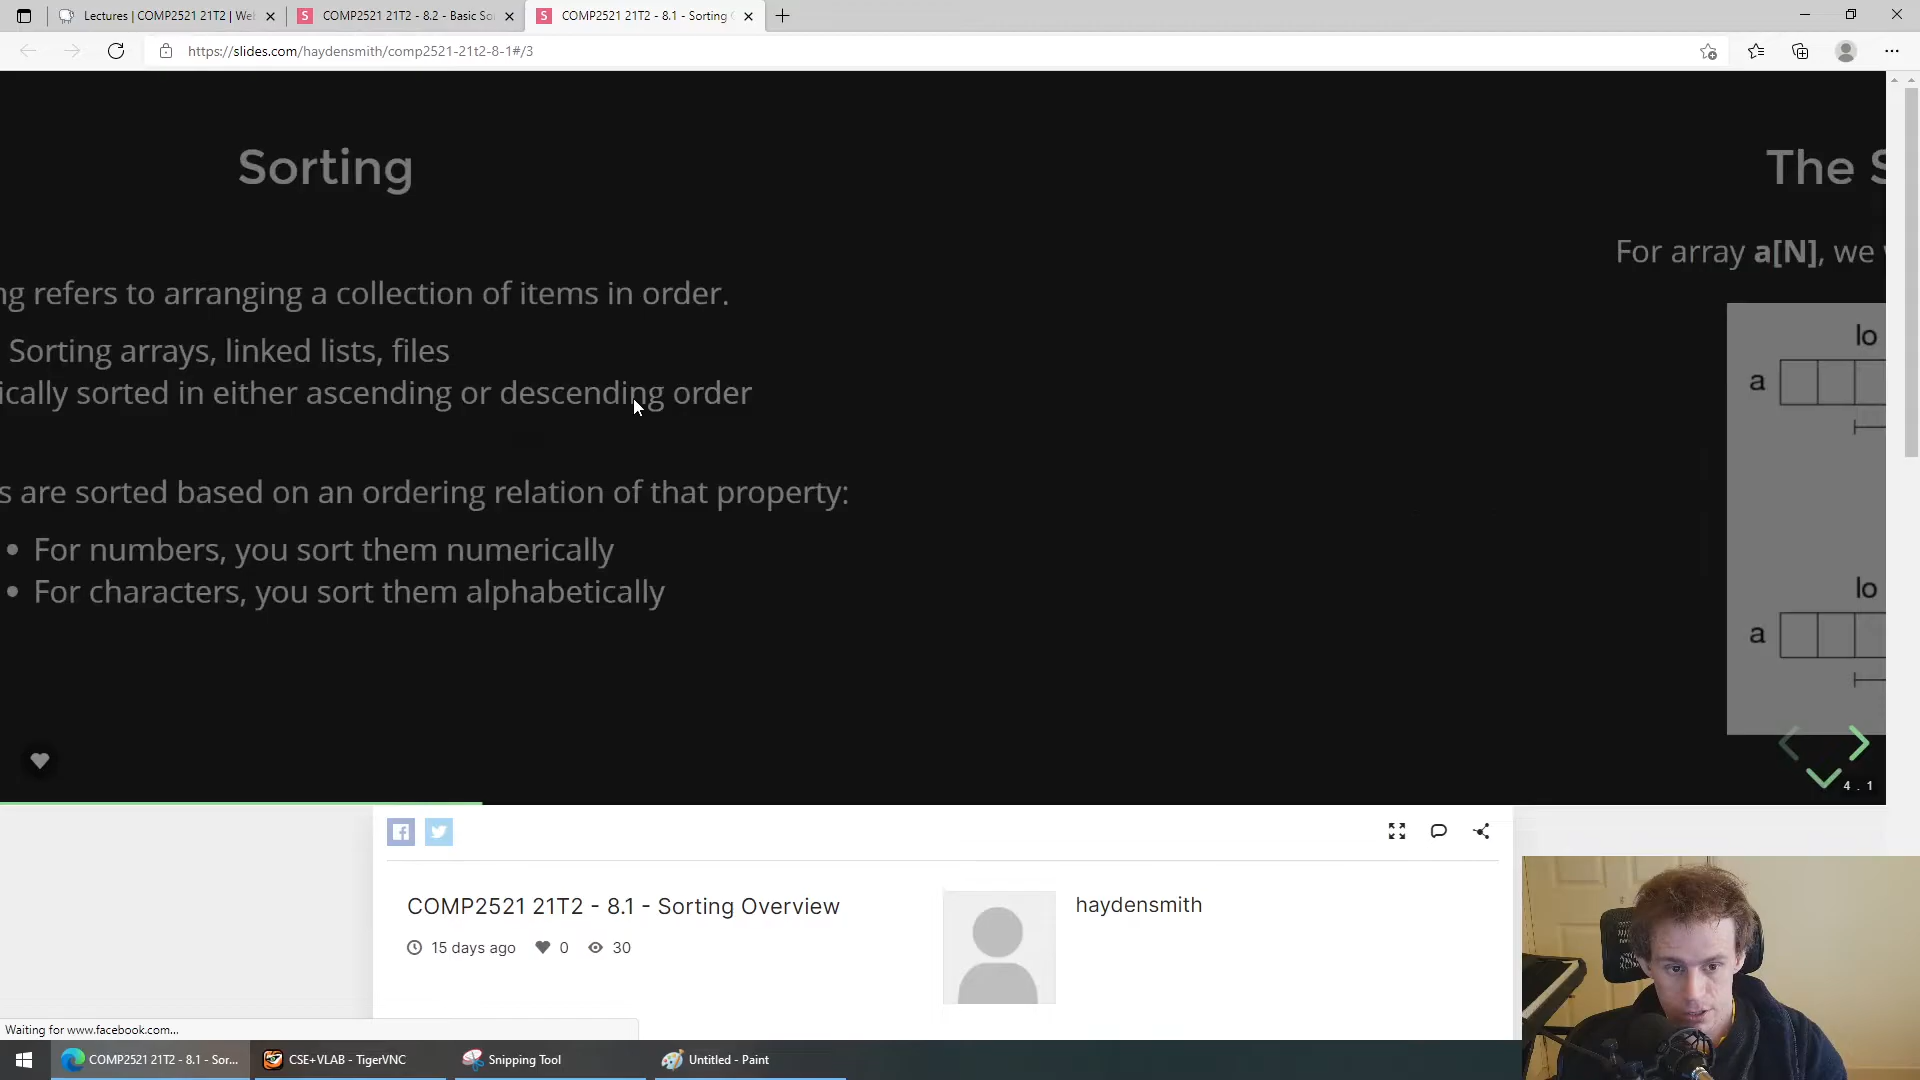 Lectures | COMP2521 21T2 | We
COMP2521 21T2 - 8.2 - Basic So
COMP2521 21T2 - 8.1 - Sorting
https://slides.com/haydensmith/comp2521-21t2-8-1#/3
Sorting
The S
ng refers to arranging a collection of items in order.
For array a[N], we
Sorting arrays, linked lists, files
ically sorted in either ascending or descending order
lo
a
s are sorted based on an ordering relation of that property:
For numbers, you sort them numerically
For characters, you sort them alphabetically
lo
a
4 . 1
COMP2521 21T2 - 8.1 - Sorting Overview
haydensmith
15 days ago 0 30
Waiting for www.facebook.com...
COMP2521 21T2 - 8.1 - Sor...
CSE+VLAB - TigerVNC
Snipping Tool
Untitled - Paint